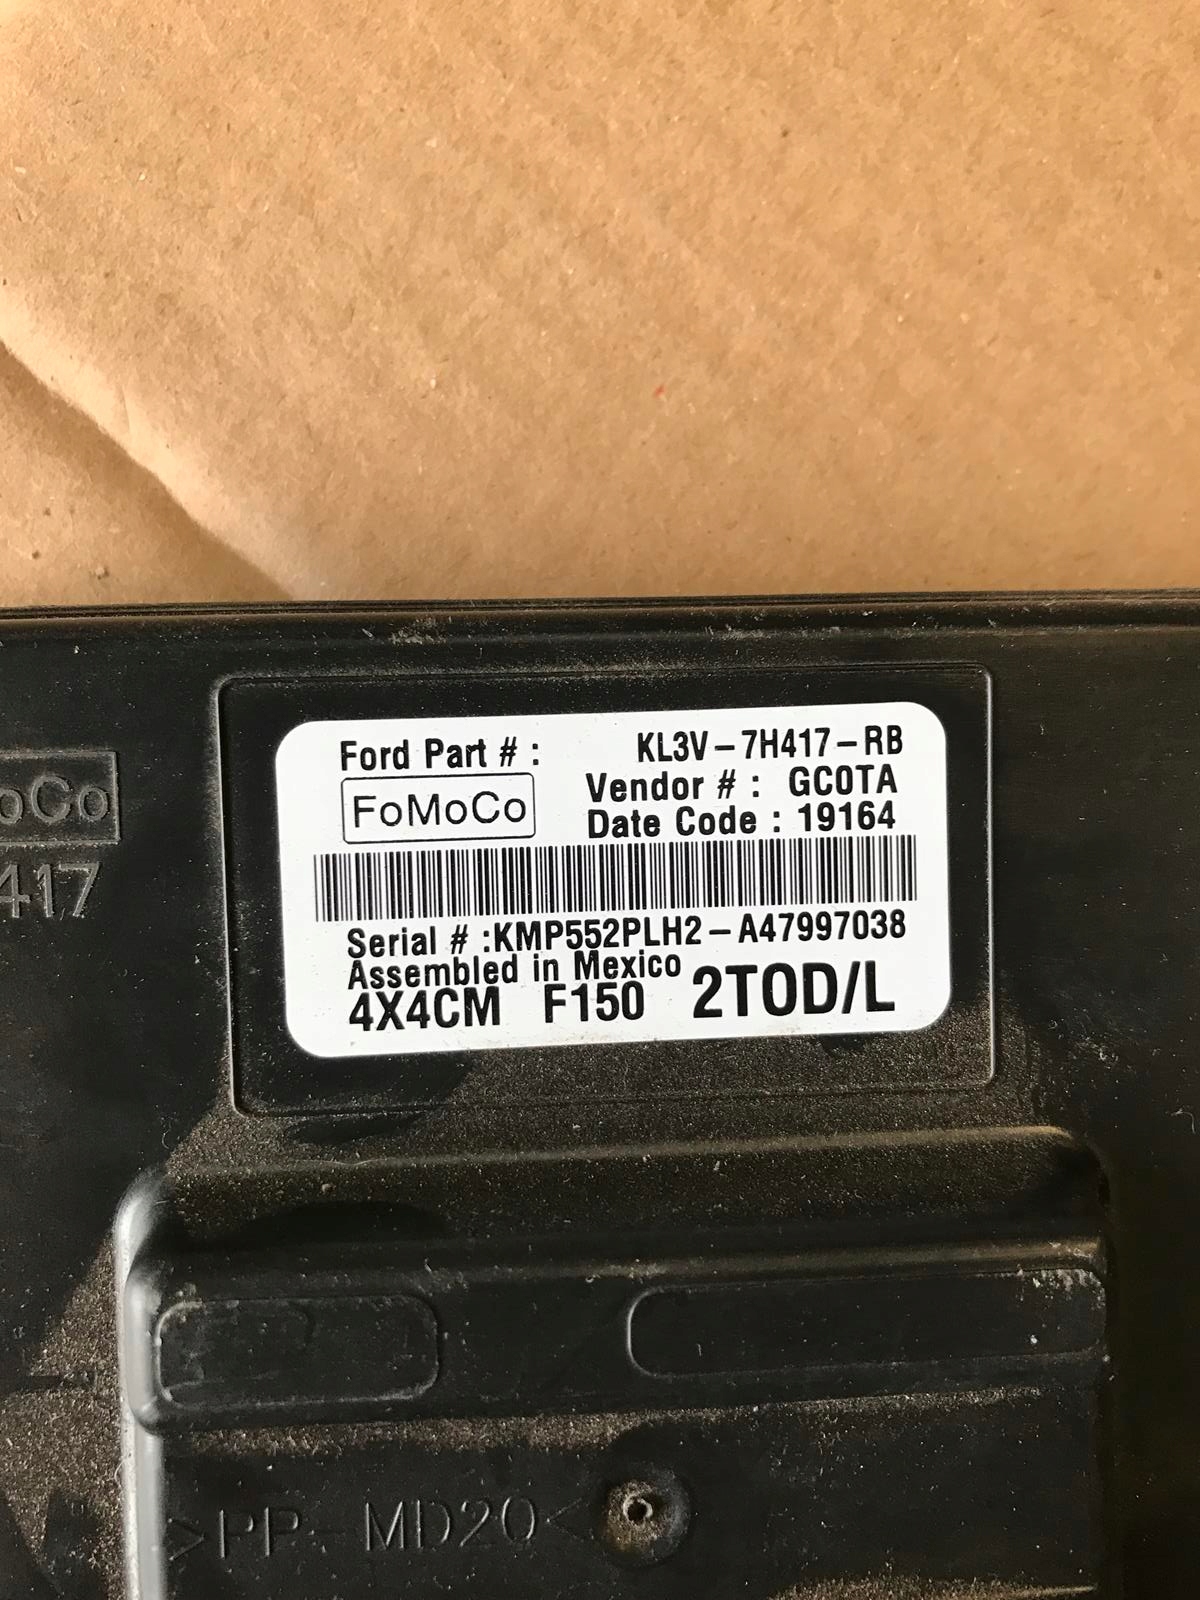 Ford Part # : KL3V-7H417-RB
FoMoCo
Vendor # : GC0TA
Date Code : 19164
Serial # :KMP552PLH2-A47997038
Assembled in Mexico
4X4CM F150 2TOD/L
oCo
417
>PP-MD20<